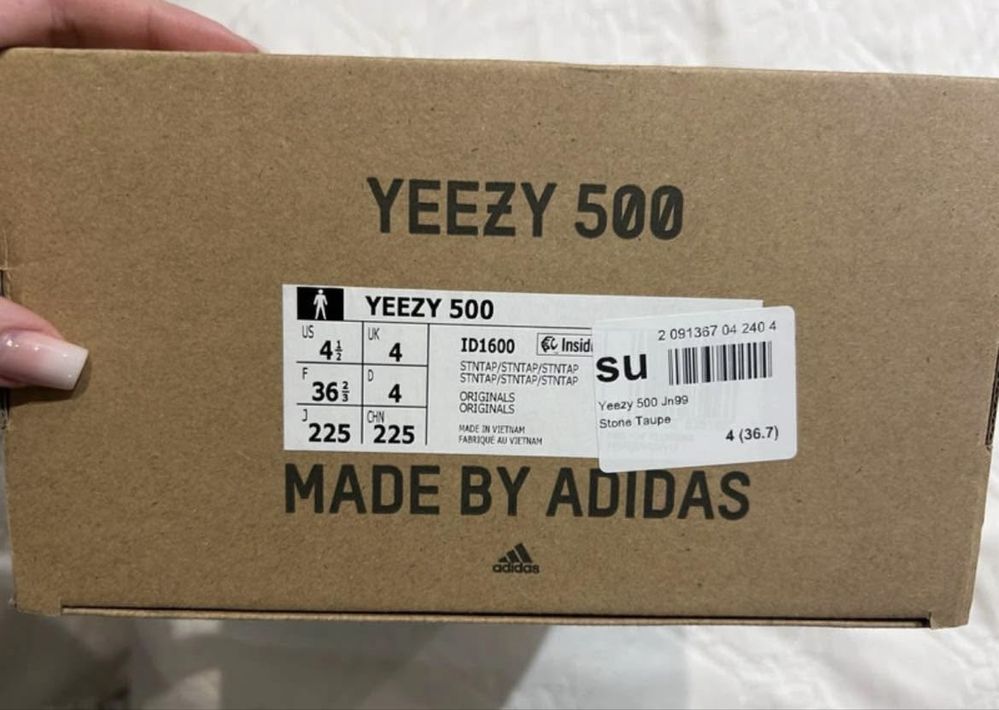 YEEZY 500
YEEZY 500
US
4½
UK
4
F
36⅔
D
4
J
225
CHN
225
ID1600
STNTAP/STNTAP/STNTAP
STNTAP/STNTAP/STNTAP
ORIGINALS
ORIGINALS
MADE IN VIETNAM
FABRIQUÉ AU VIETNAM
2 091367 04 240 4
su
Yeezy 500 Jn99
Stone Taupe
4 (36.7)
MADE BY ADIDAS
adidas